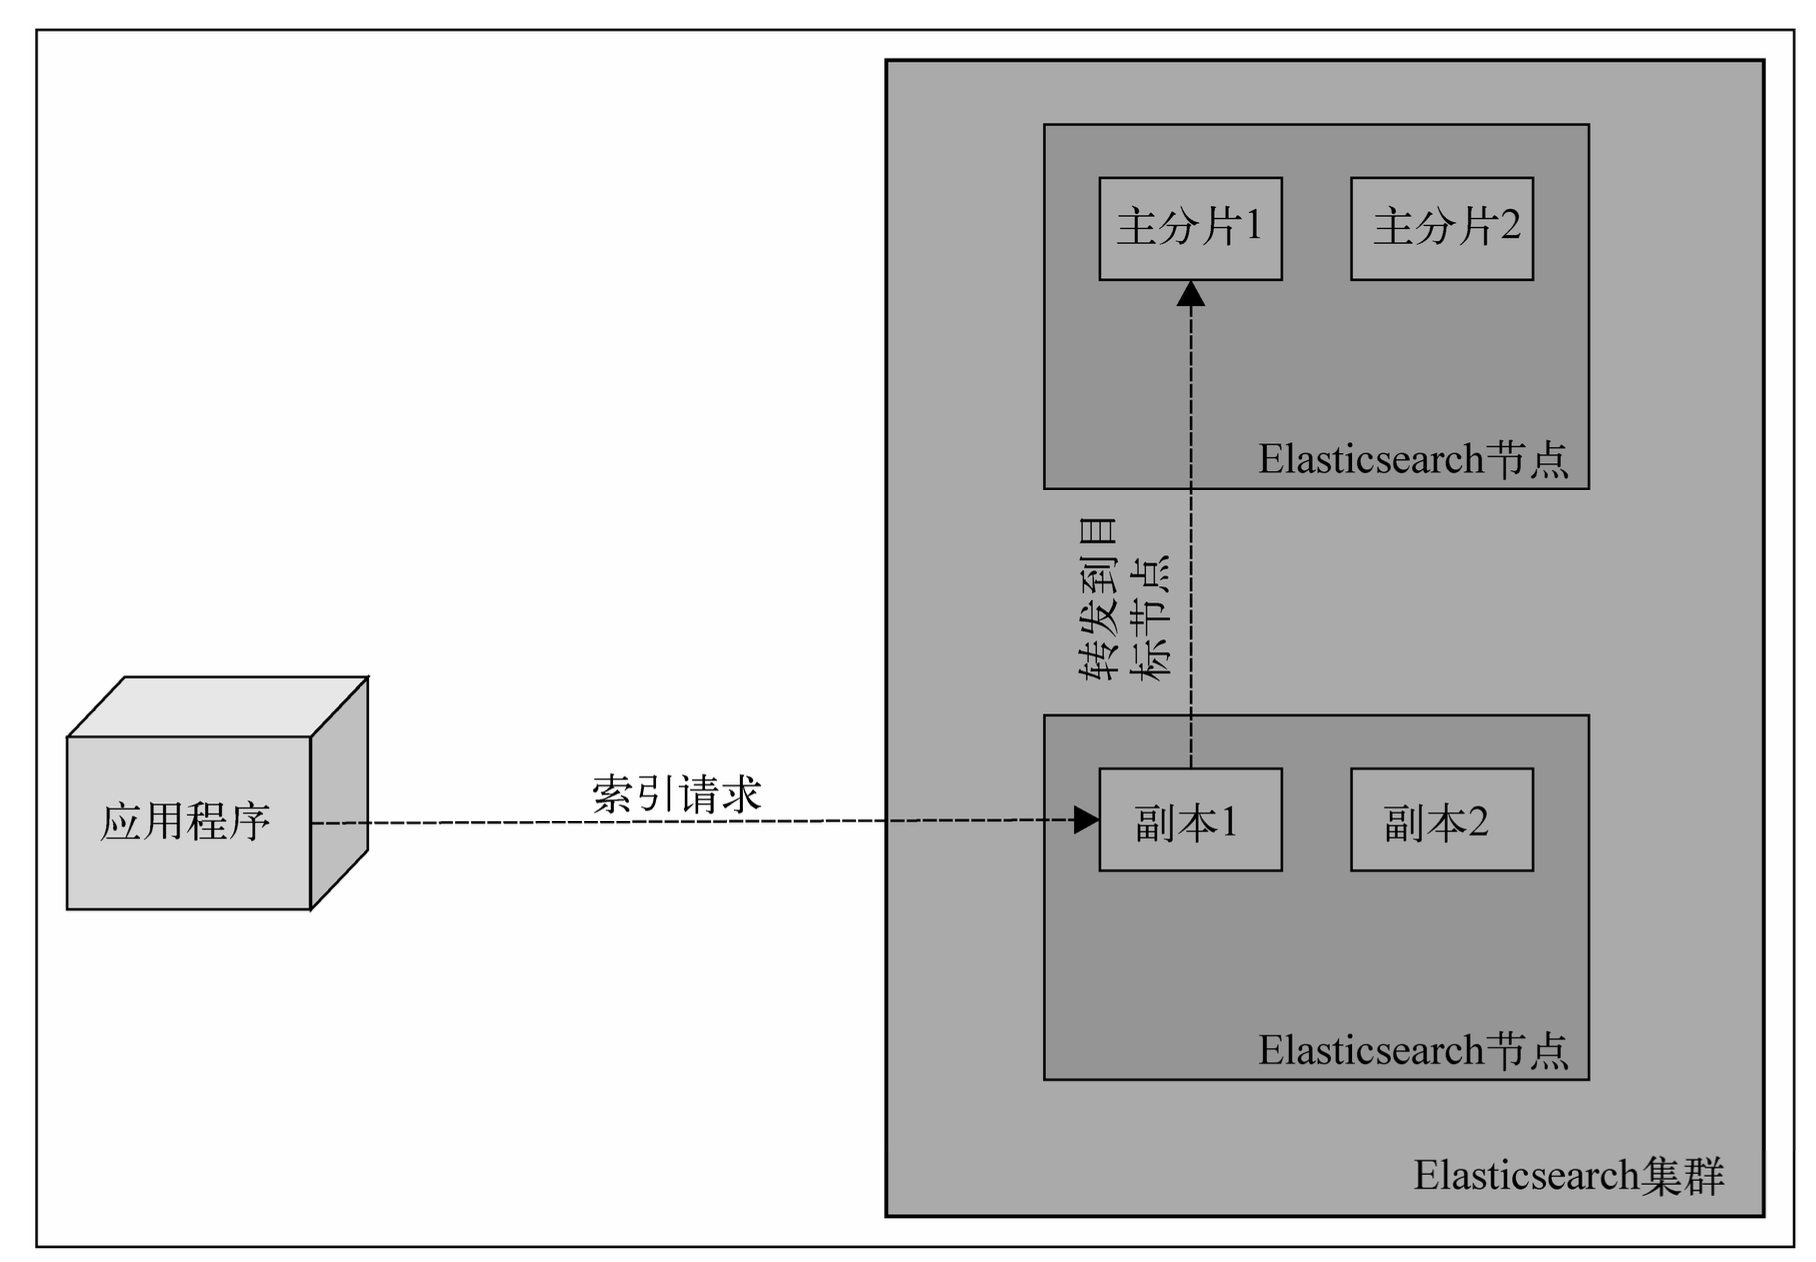 主分片1
主分片2
Elasticsearch节点
转发到目
标节点
应用程序
索引请求
副本1
副本2
Elasticsearch节点
Elasticsearch集群